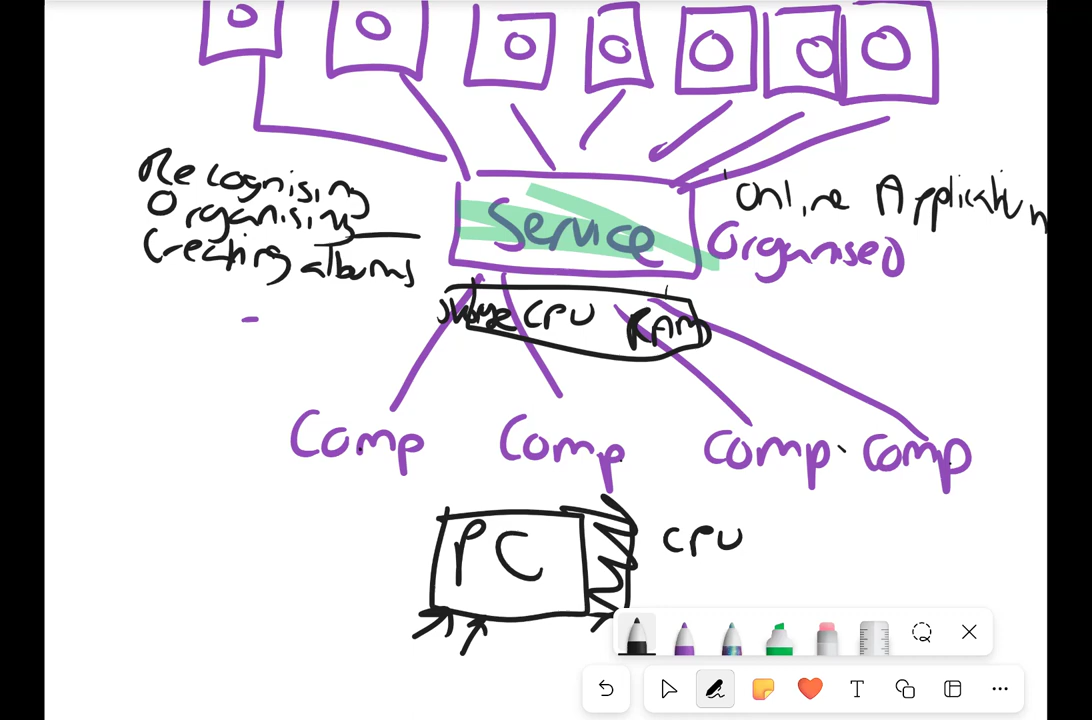 Recognising
Organising
Creating albums
Service
Online Application
Organised
CPU RAM
Comp Comp Comp Comp
PC
CPU
T